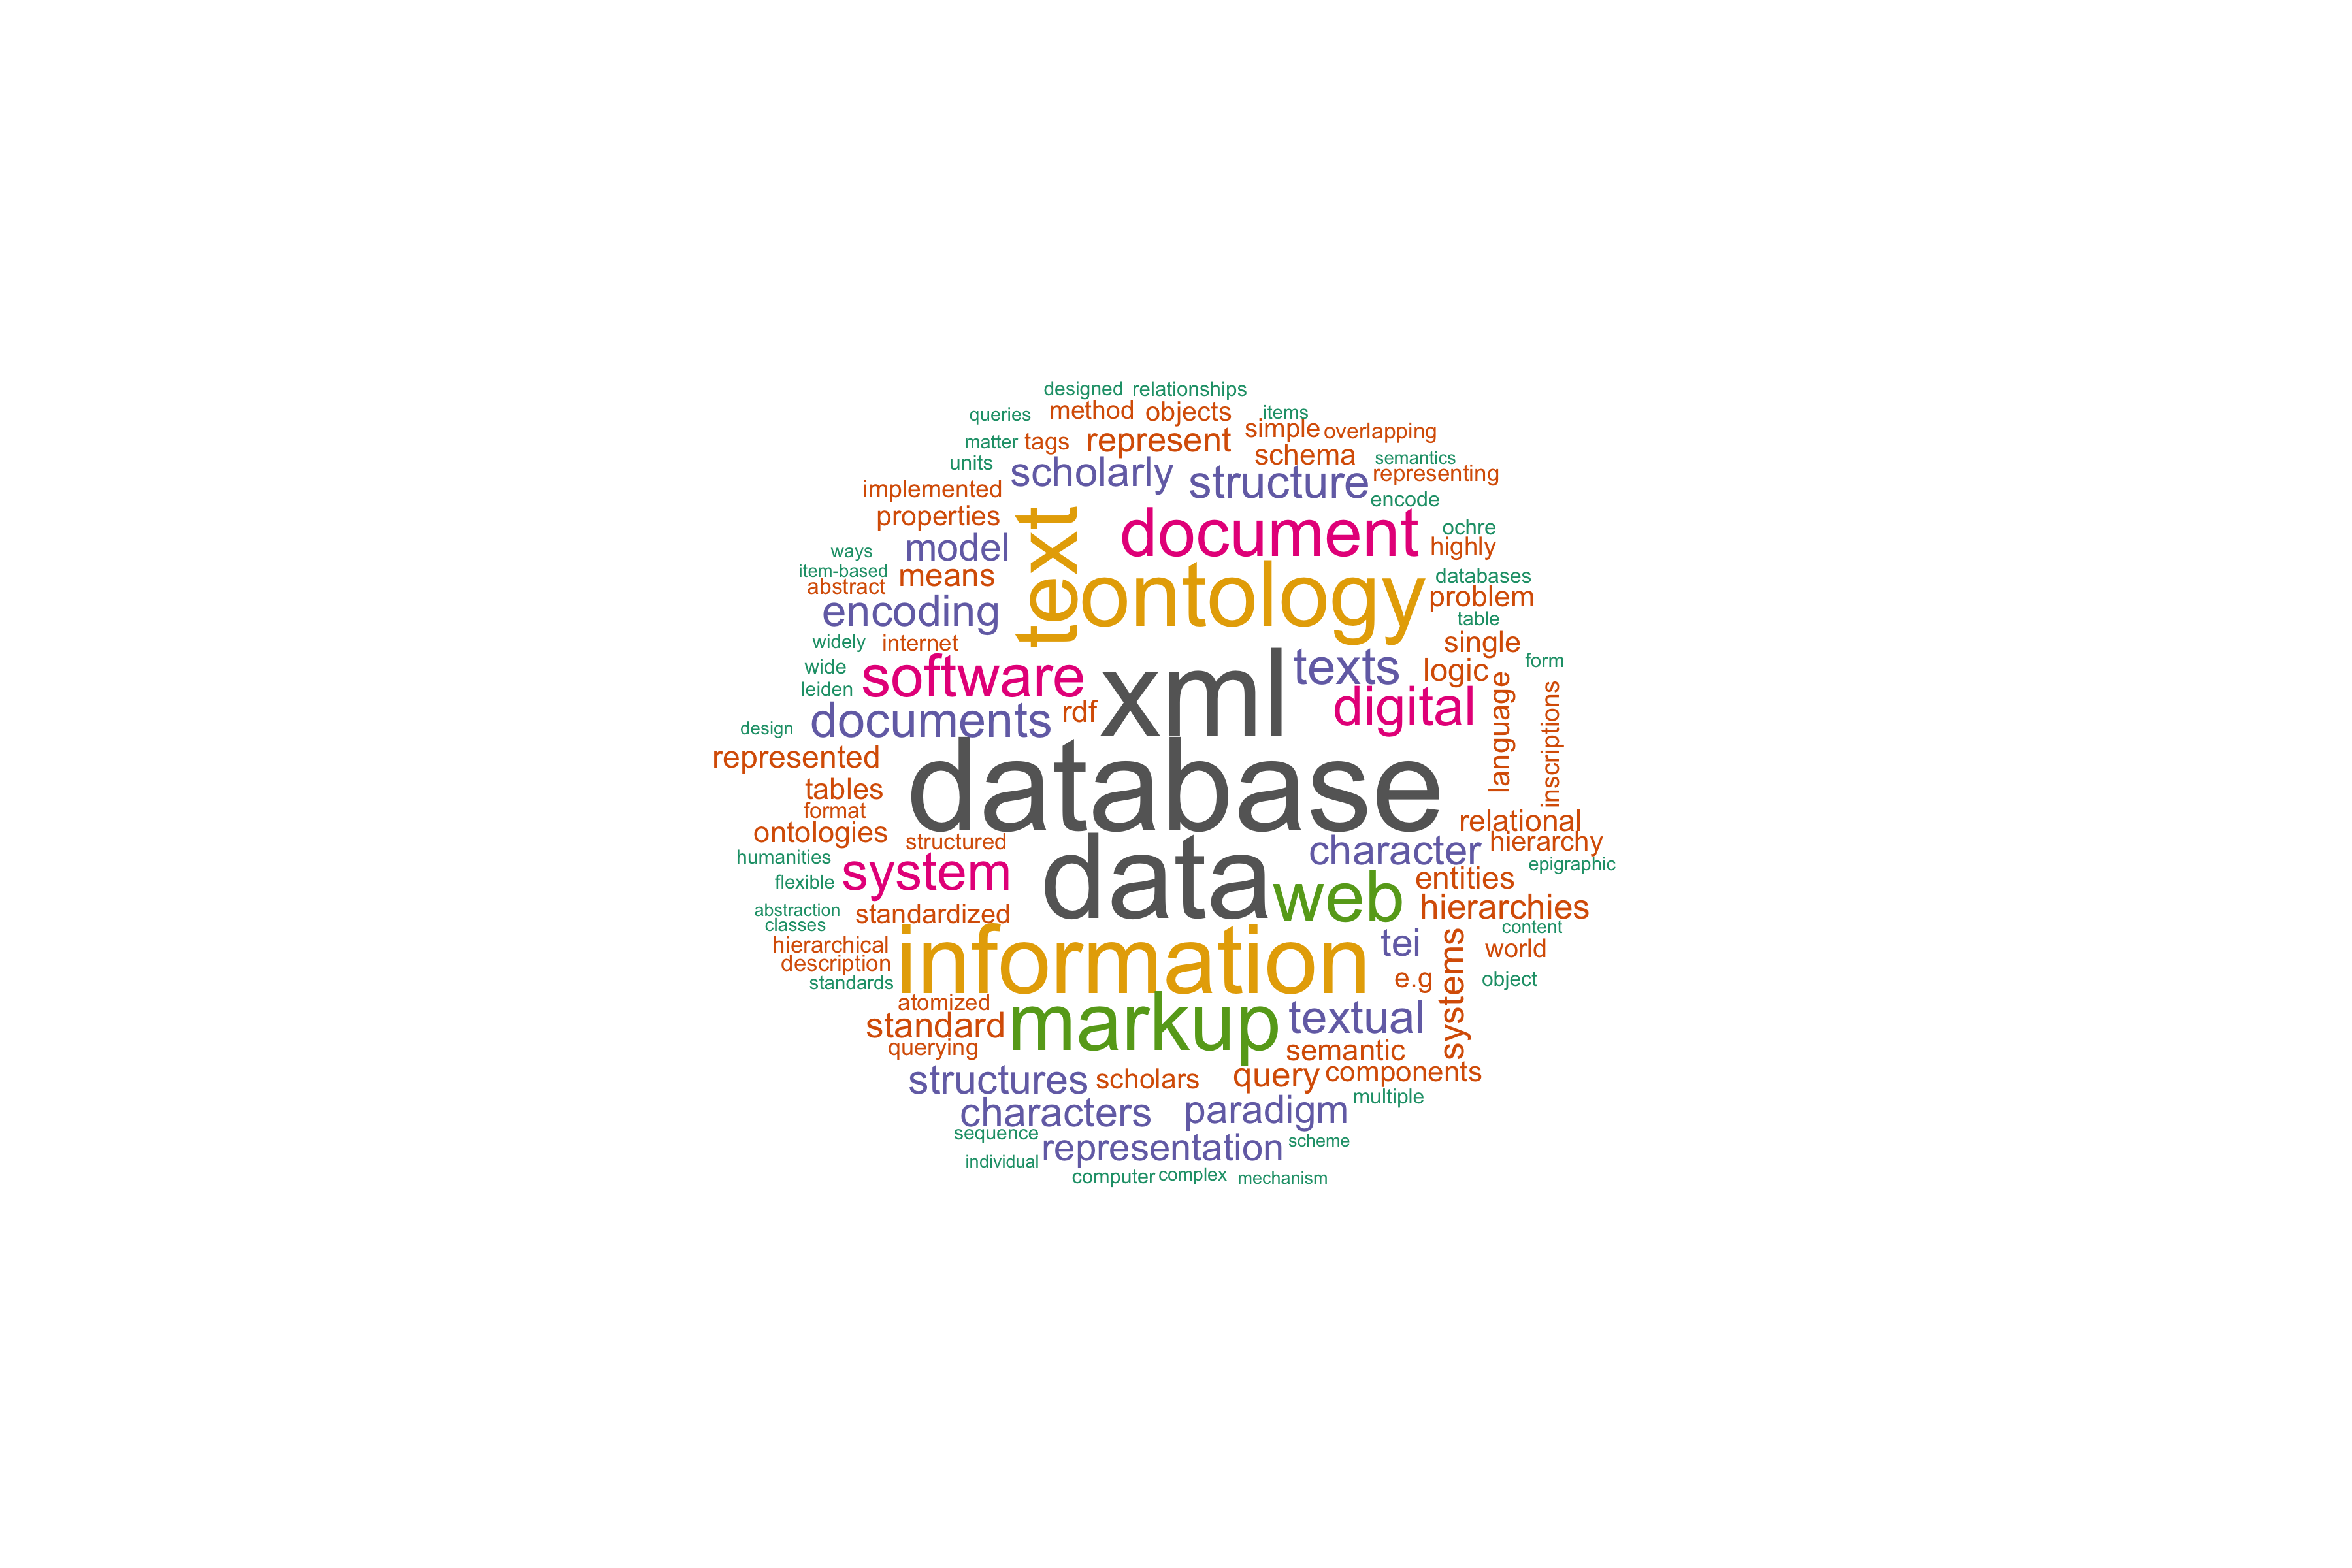 designed relationships
queries method objects items
matter tags represent simple overlapping
units scholarly structure schema semantics
implemented representing
encode
properties text document ochre
ways model highly
item-based means ontology databases
abstract problem
encoding table
widely internet single
wide software xml texts logic form
leiden digital language inscriptions
design documents rdf
represented database
tables
format relational
ontologies structured hierarchy
humanities data character epigraphic
flexible system web entities
abstraction standardized hierarchies
classes content
hierarchical information tei systems world
description
standards e.g object
atomized
standard markup textual
querying semantic
structures scholars query components
characters paradigm multiple
sequence representation scheme
individual
computer complex mechanism